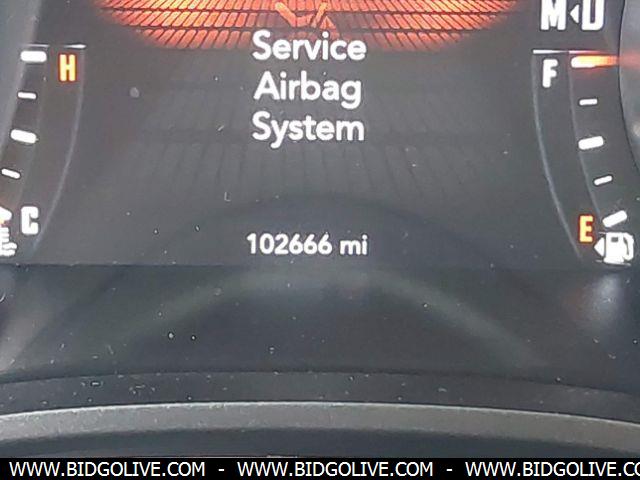 M◂D
Service
Airbag
System
H
F
C
E
102666 mi
WWW.BIDGOLIVE.COM - WWW.BIDGOLIVE.COM - WWW.BIDGOLIVE.COM